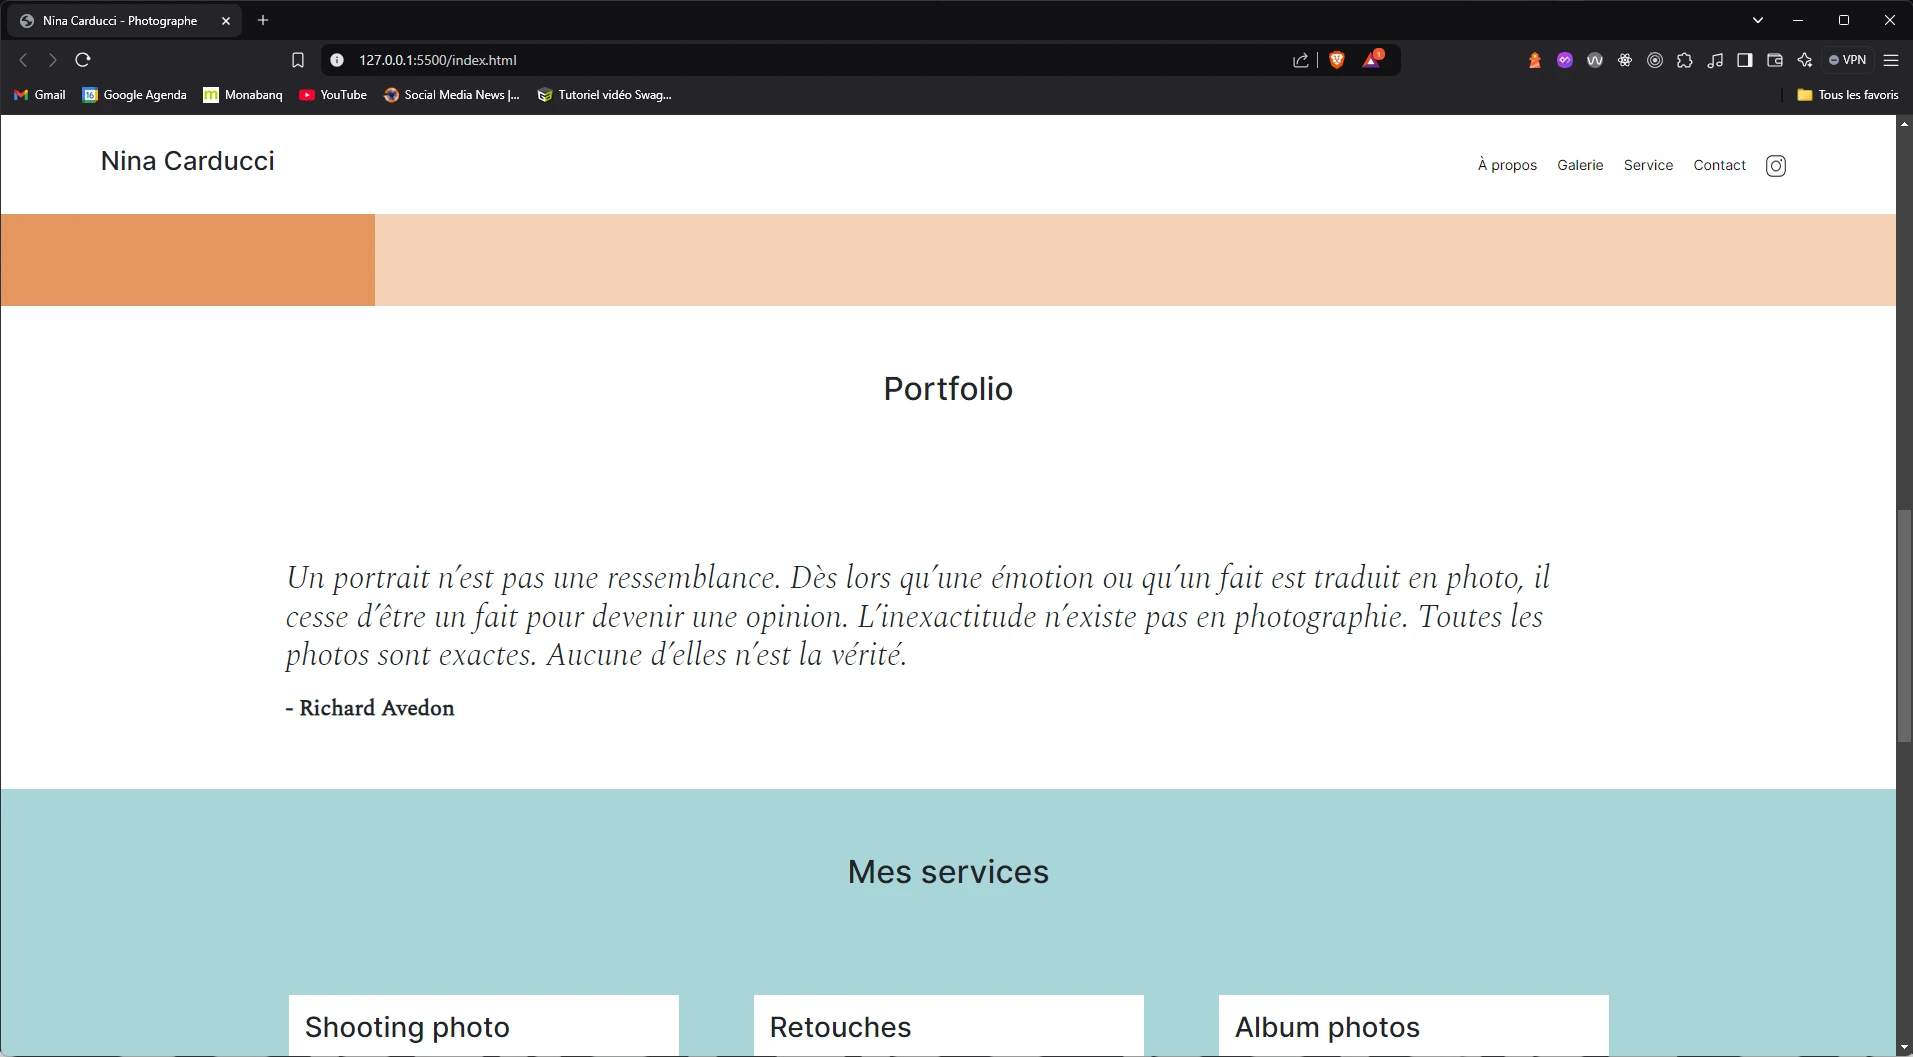 Nina Carducci - Photographe
127.0.0.1:5500/index.html
1
VPN
Gmail
16
Google Agenda
m
Monabanq
YouTube
Social Media News |...
Tutoriel vidéo Swag...
Tous les favoris
Nina Carducci
À propos
Galerie
Service
Contact
Portfolio
Un portrait n’est pas une ressemblance. Dès lors qu’une émotion ou qu’un fait est traduit en photo, il
cesse d’être un fait pour devenir une opinion. L’inexactitude n’existe pas en photographie. Toutes les
photos sont exactes. Aucune d’elles n’est la vérité.
- Richard Avedon
Mes services
Shooting photo
Retouches
Album photos